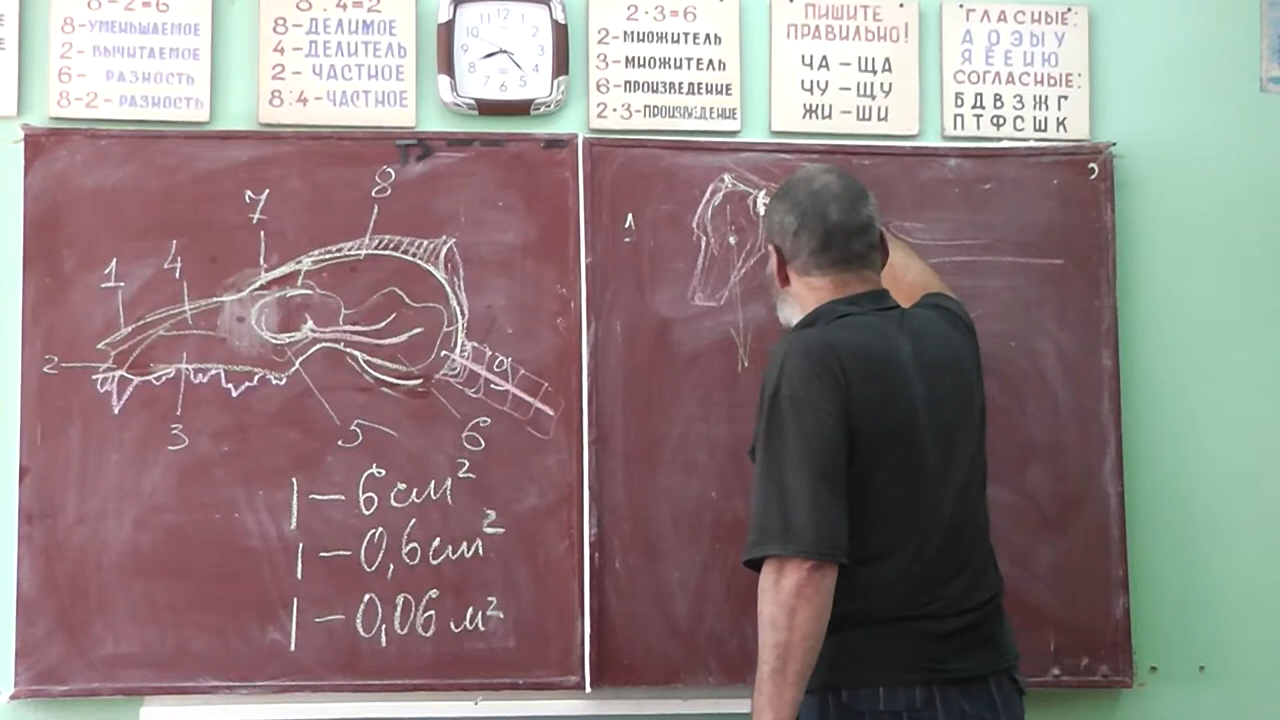 8-2=6
8-УМЕНЬШАЕМОЕ
2-ВЫЧИТАЕМОЕ
6- РАЗНОСТЬ
8-2-РАЗНОСТЬ
8:4=2
8-ДЕЛИМОЕ
4-ДЕЛИТЕЛЬ
2-ЧАСТНОЕ
8:4-ЧАСТНОЕ
12
11 1
10 2
9 3
8 4
7 6 5
2·3=6
2-МНОЖИТЕЛЬ
3-МНОЖИТЕЛЬ
6-ПРОИЗВЕДЕНИЕ
2·3-ПРОИЗВЕДЕНИЕ
ПИШИТЕ
ПРАВИЛЬНО!
ЧА-ЩА
ЧУ-ЩУ
ЖИ-ШИ
ГЛАСНЫЕ:
А О Э Ы У
Я Ё Е И Ю
СОГЛАСНЫЕ:
Б Д В З Ж Г
П Т Ф С Ш К
7
8
1
4
2
9
3
5
6
1-6 см²
1-0,6 см²
1-0,06 м²